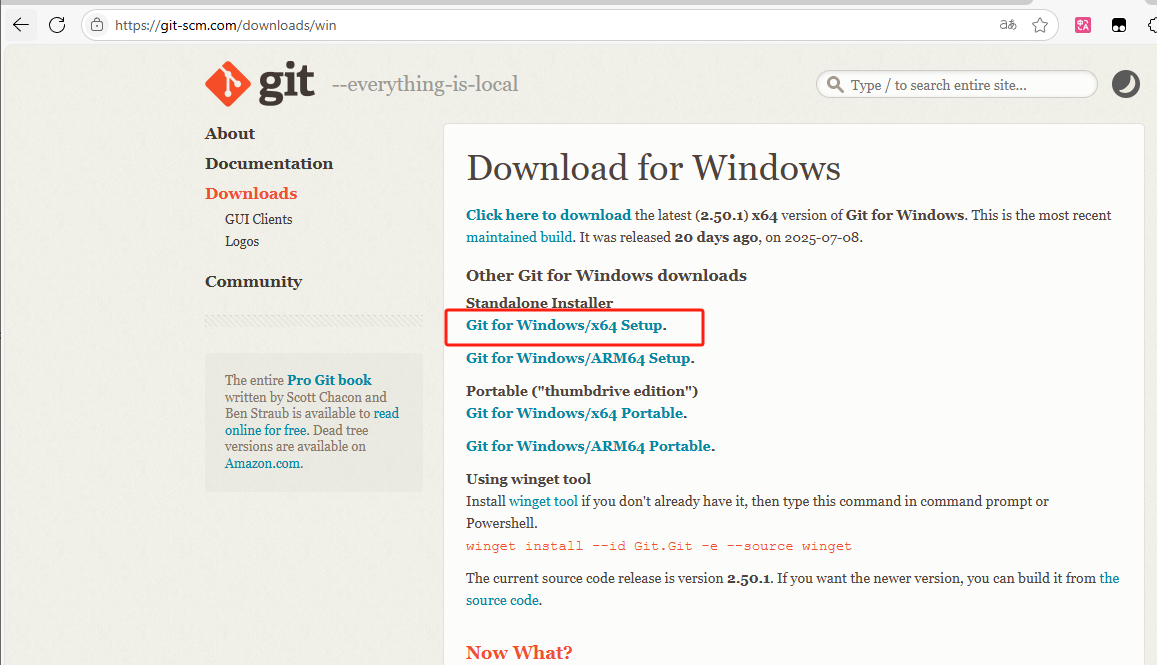 https://git-scm.com/downloads/win
aあ
git --everything-is-local
Type / to search entire site...
About
Documentation
Downloads
GUI Clients
Logos
Community
The entire Pro Git book
written by Scott Chacon and
Ben Straub is available to read
online for free. Dead tree
versions are available on
Amazon.com.
Download for Windows
Click here to download the latest (2.50.1) x64 version of Git for Windows. This is the most recent
maintained build. It was released 20 days ago, on 2025-07-08.
Other Git for Windows downloads
Standalone Installer
Git for Windows/x64 Setup.
Git for Windows/ARM64 Setup.
Portable ("thumbdrive edition")
Git for Windows/x64 Portable.
Git for Windows/ARM64 Portable.
Using winget tool
Install winget tool if you don't already have it, then type this command in command prompt or
Powershell.
winget install --id Git.Git -e --source winget
The current source code release is version 2.50.1. If you want the newer version, you can build it from the
source code.
Now What?